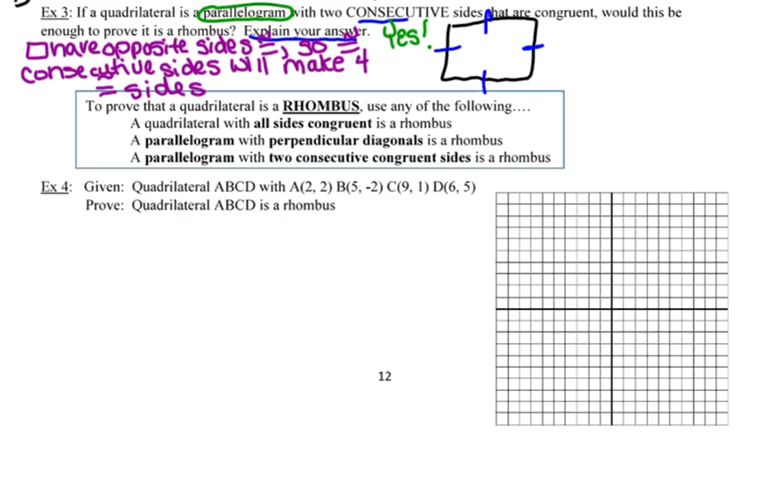 Ex 3: If a quadrilateral is a parallelogram with two CONSECUTIVE sides that are congruent, would this be
enough to prove it is a rhombus? Explain your answer. Yes!
▱ have opposite sides =, so =
consecutive sides will make 4
= sides
To prove that a quadrilateral is a RHOMBUS, use any of the following….
A quadrilateral with all sides congruent is a rhombus
A parallelogram with perpendicular diagonals is a rhombus
A parallelogram with two consecutive congruent sides is a rhombus
Ex 4: Given: Quadrilateral ABCD with A(2, 2) B(5, -2) C(9, 1) D(6, 5)
Prove: Quadrilateral ABCD is a rhombus
12